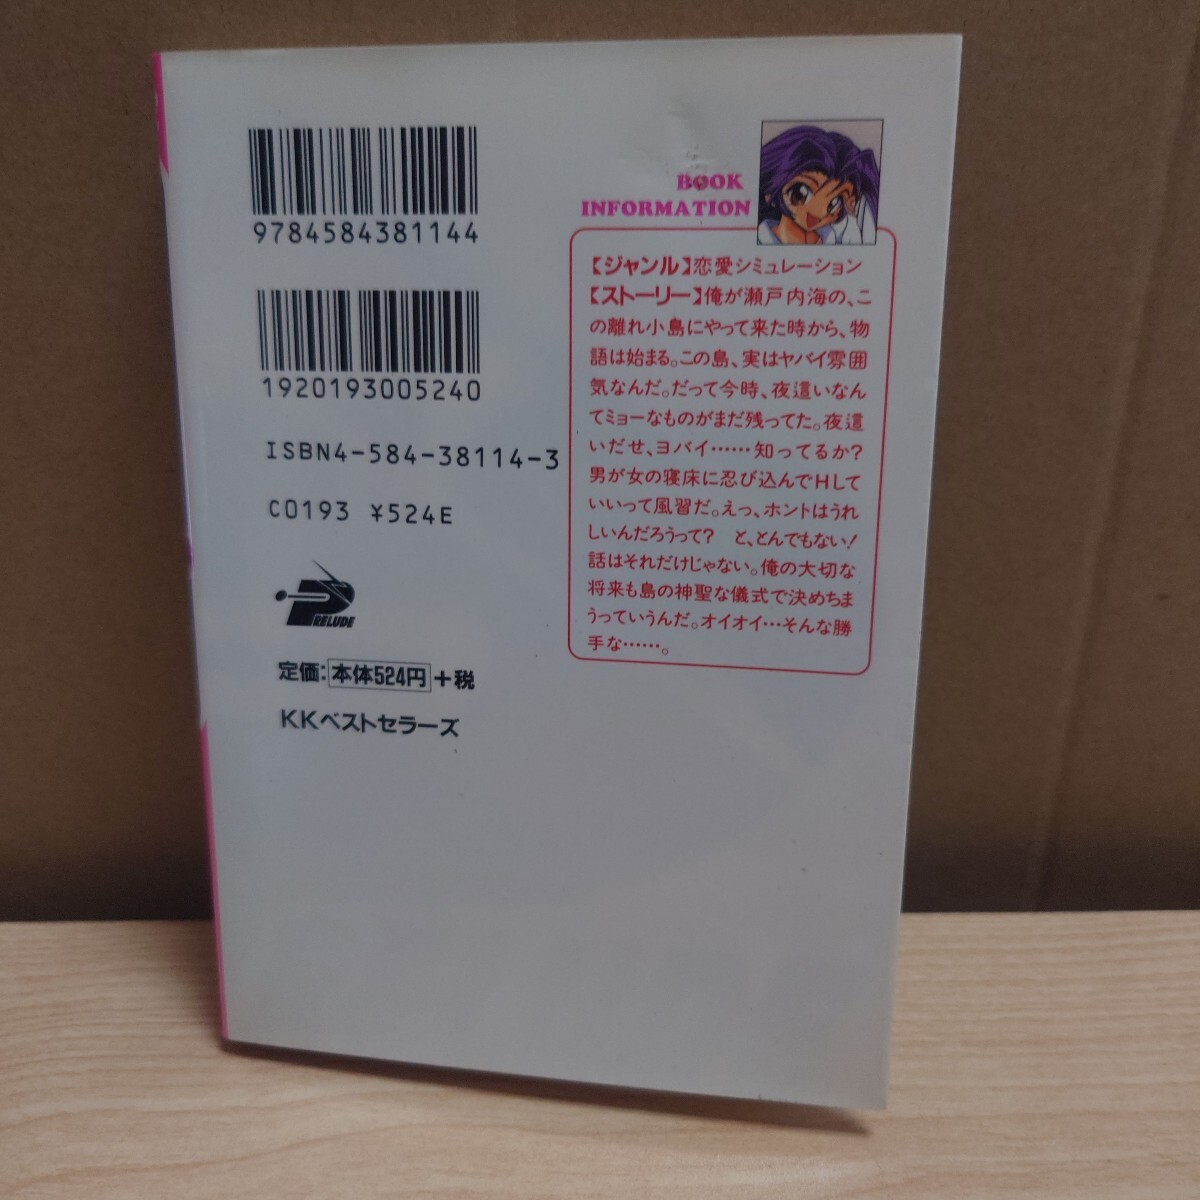 9784584381144
1920193005240
ISBN4-584-38114-3
C0193 ¥524E
PRELUDE
定価:本体524円+税
KKベストセラーズ
BOOK
INFORMATION
【ジャンル】恋愛シミュレーション
【ストーリー】俺が瀬戸内海の、こ
の離れ小島にやって来た時から、物
語は始まる。この島、実はヤバイ雰囲
気なんだ。だって今時、夜這いなん
てミョーなものがまだ残ってた。夜這
いだぜ、ヨバイ……知ってるか?
男が女の寝床に忍び込んでHして
いいって風習だ。えっ、ホントはうれ
しいんだろうって? と、とんでもない!
話はそれだけじゃない。俺の大切な
将来も島の神聖な儀式で決めちま
うっていうんだ。オイオイ…そんな勝
手な……。